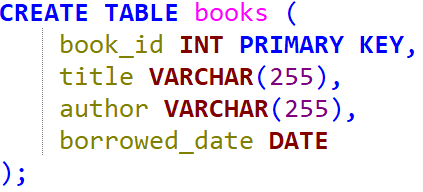 CREATE TABLE books (
    book_id INT PRIMARY KEY,
    title VARCHAR(255),
    author VARCHAR(255),
    borrowed_date DATE
);